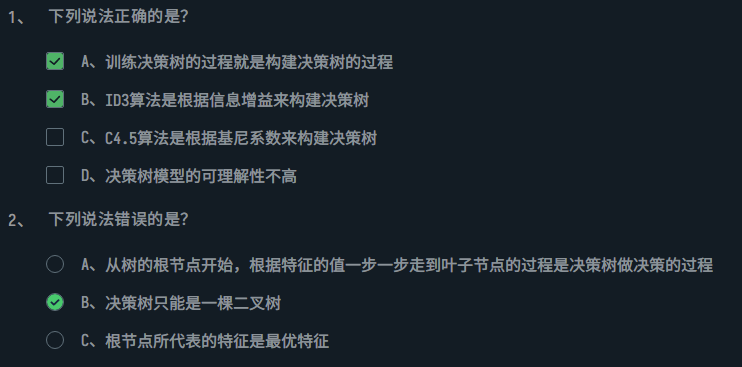 1、 下列说法正确的是？
A、训练决策树的过程就是构建决策树的过程
B、ID3算法是根据信息增益来构建决策树
C、C4.5算法是根据基尼系数来构建决策树
D、决策树模型的可理解性不高
2、 下列说法错误的是？
A、从树的根节点开始，根据特征的值一步一步走到叶子节点的过程是决策树做决策的过程
B、决策树只能是一棵二叉树
C、根节点所代表的特征是最优特征